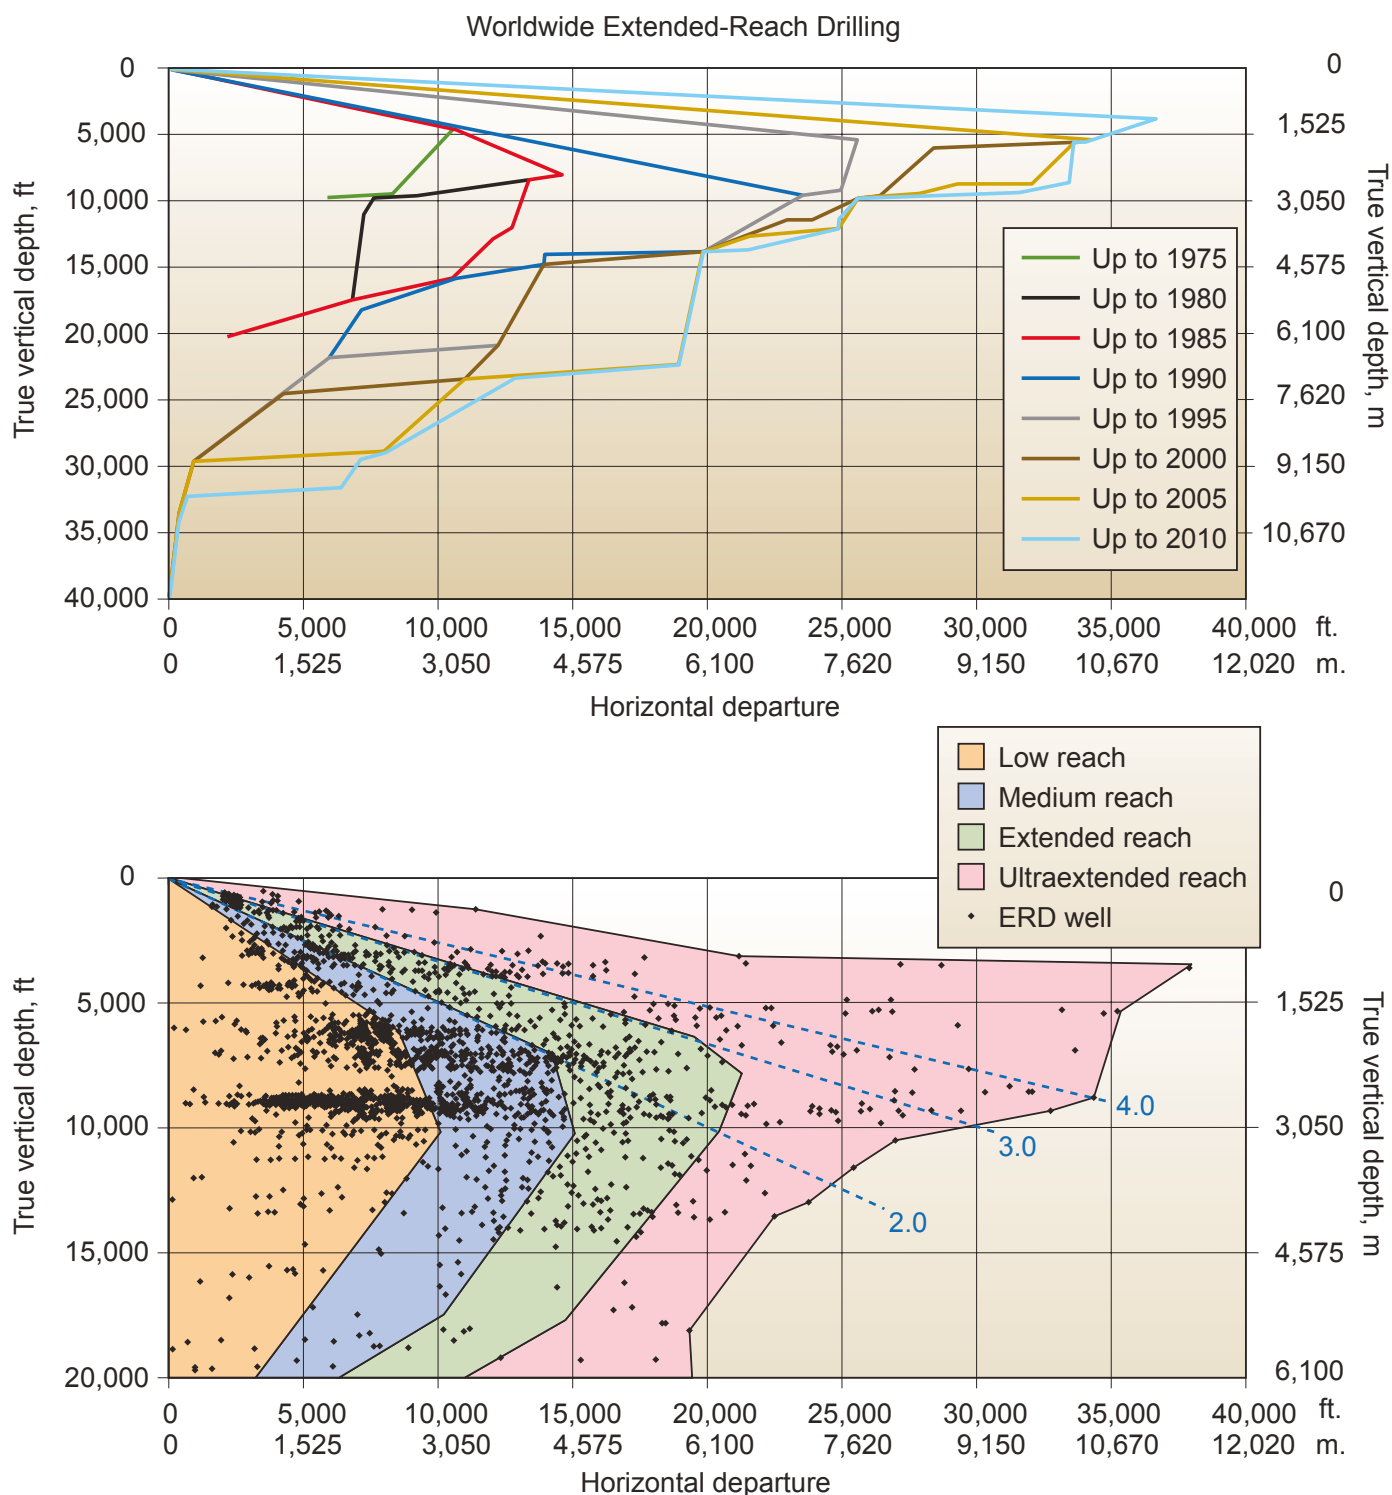 Worldwide Extended-Reach Drilling
0
5,000
10,000
15,000
20,000
25,000
30,000
35,000
40,000
True vertical depth, ft
0
1,525
3,050
4,575
6,100
7,620
9,150
10,670
True vertical depth, m
Up to 1975
Up to 1980
Up to 1985
Up to 1990
Up to 1995
Up to 2000
Up to 2005
Up to 2010
0 5,000 10,000 15,000 20,000 25,000 30,000 35,000 40,000 ft.
0 1,525 3,050 4,575 6,100 7,620 9,150 10,670 12,020 m.
Horizontal departure
Low reach
Medium reach
Extended reach
Ultraextended reach
ERD well
0
5,000
10,000
15,000
20,000
True vertical depth, ft
0
1,525
3,050
4,575
6,100
True vertical depth, m
4.0
3.0
2.0
0 5,000 10,000 15,000 20,000 25,000 30,000 35,000 40,000 ft.
0 1,525 3,050 4,575 6,100 7,620 9,150 10,670 12,020 m.
Horizontal departure